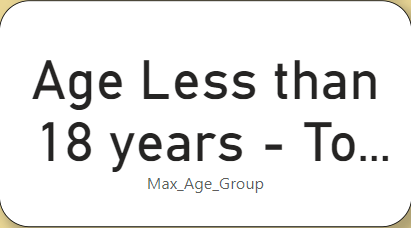 Age Less than
18 years - To...
Max_Age_Group